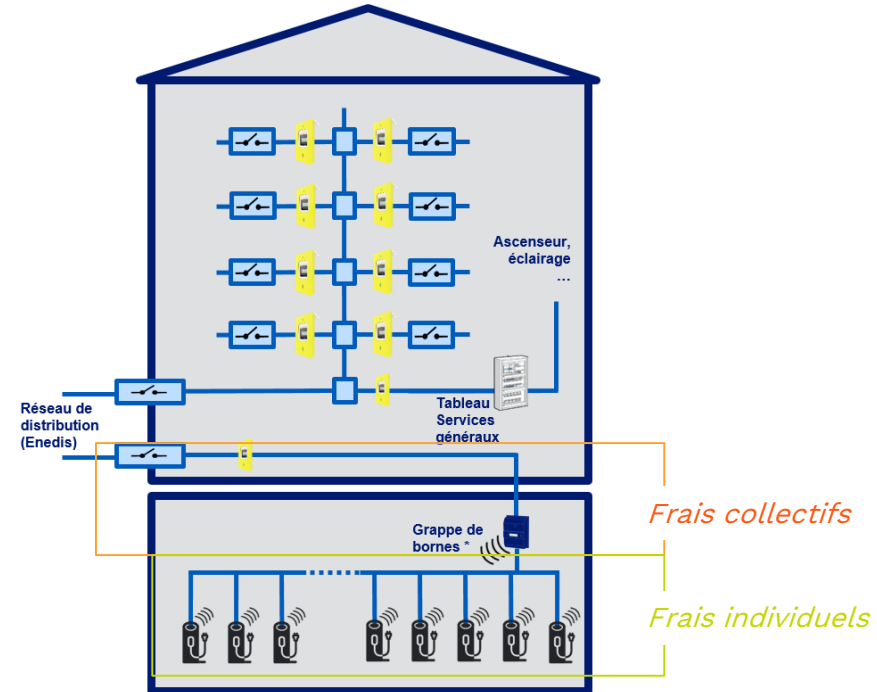 Ascenseur,
éclairage
...
Réseau de
distribution
(Enedis)
Tableau
Services
généraux
Grappe de
bornes *
Frais collectifs
Frais individuels